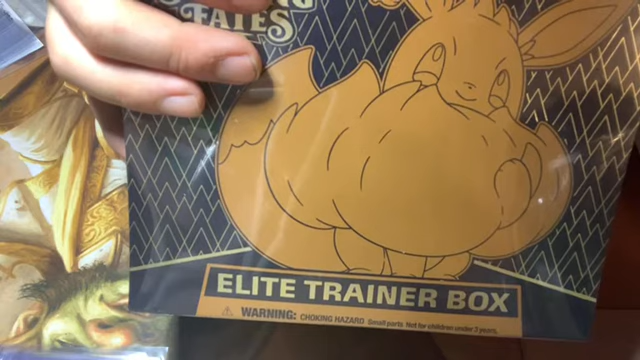 FATES
ELITE TRAINER BOX
⚠ WARNING: CHOKING HAZARD Small parts Not for children under 3 years.